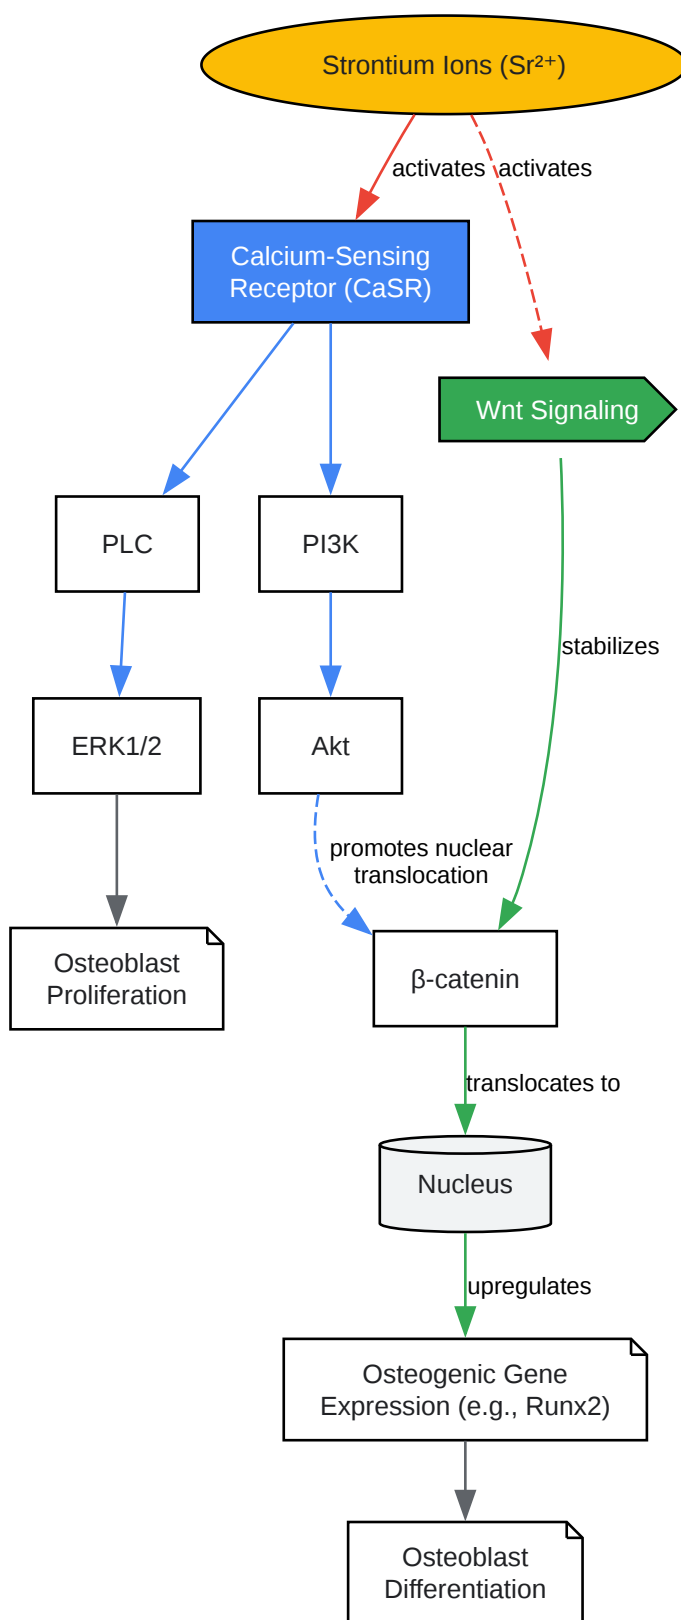 Strontium Ions (Sr²⁺)
activates
activates
Calcium-Sensing
Receptor (CaSR)
Wnt Signaling
PLC
PI3K
stabilizes
ERK1/2
Akt
promotes nuclear
translocation
Osteoblast
Proliferation
β-catenin
translocates to
Nucleus
upregulates
Osteogenic Gene
Expression (e.g., Runx2)
Osteoblast
Differentiation